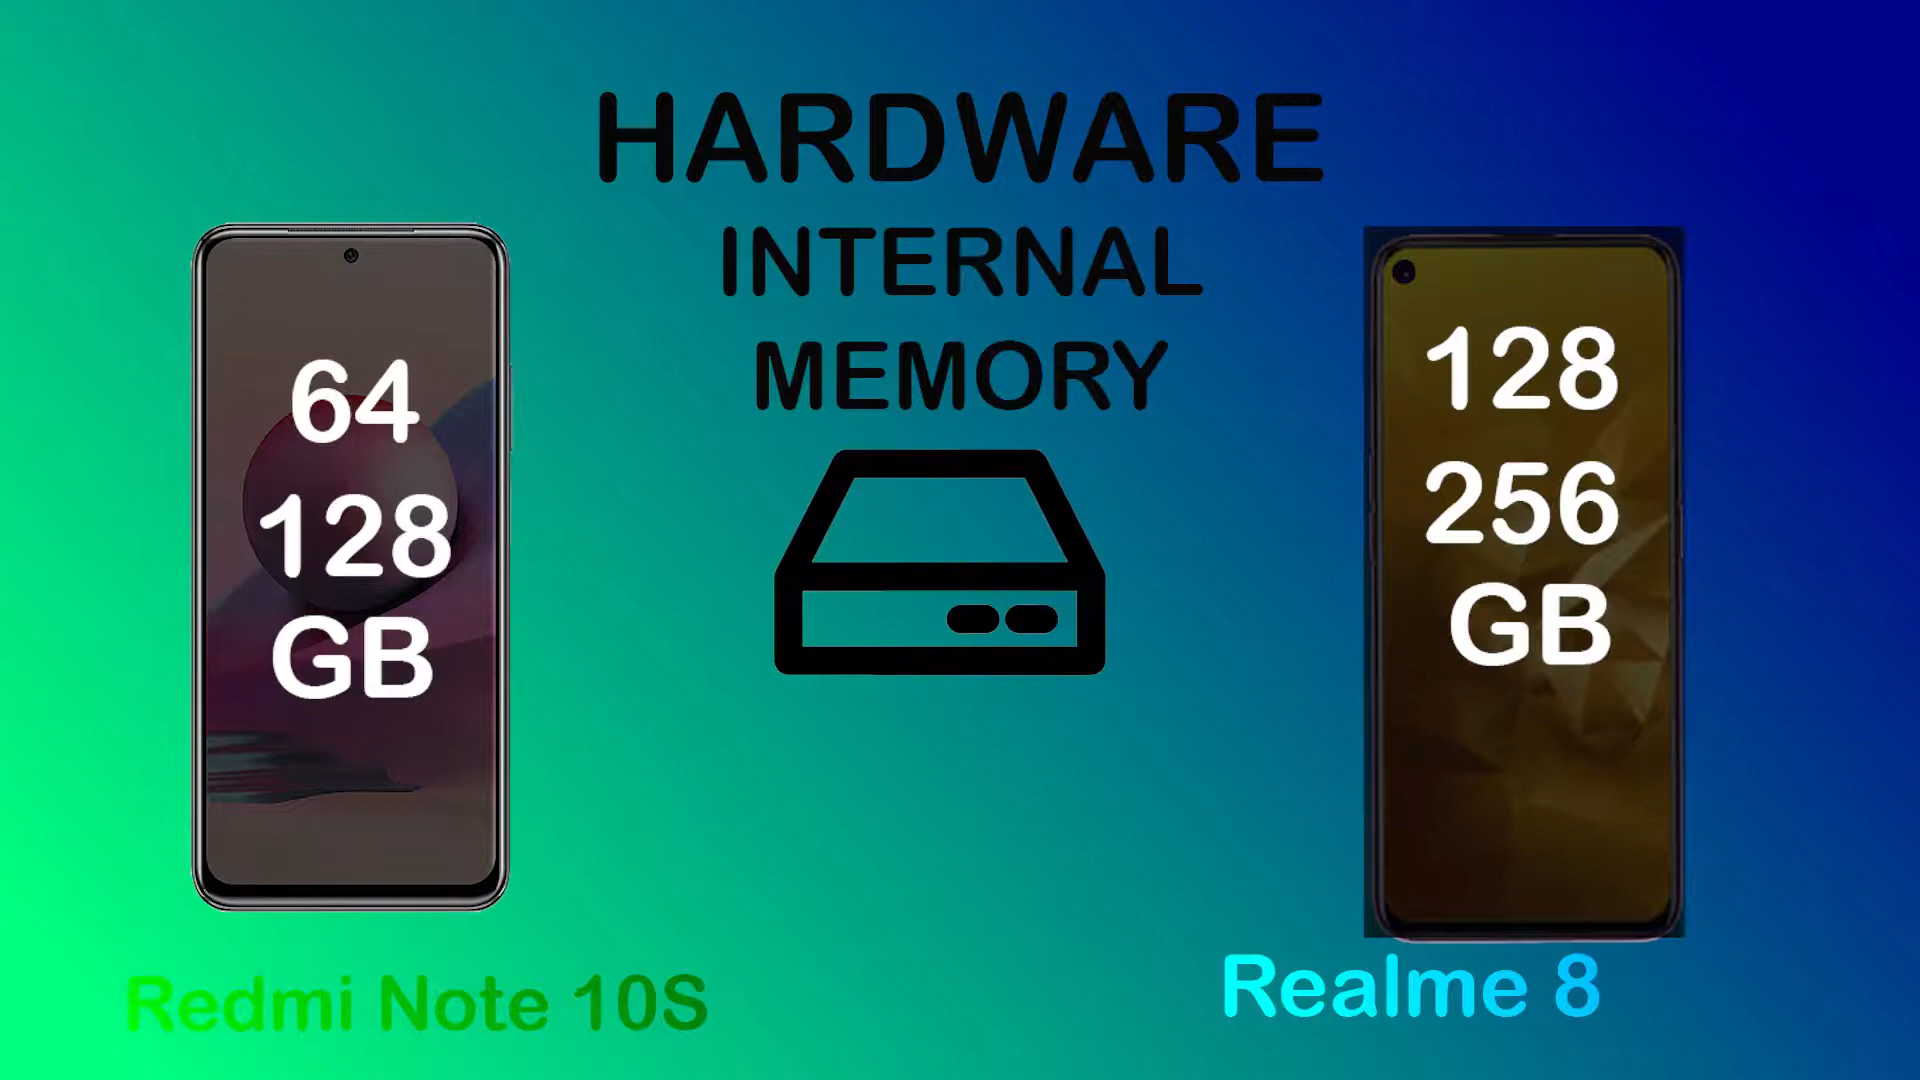 HARDWARE
INTERNAL
MEMORY
64
128
GB
128
256
GB
Redmi Note 10S
Realme 8